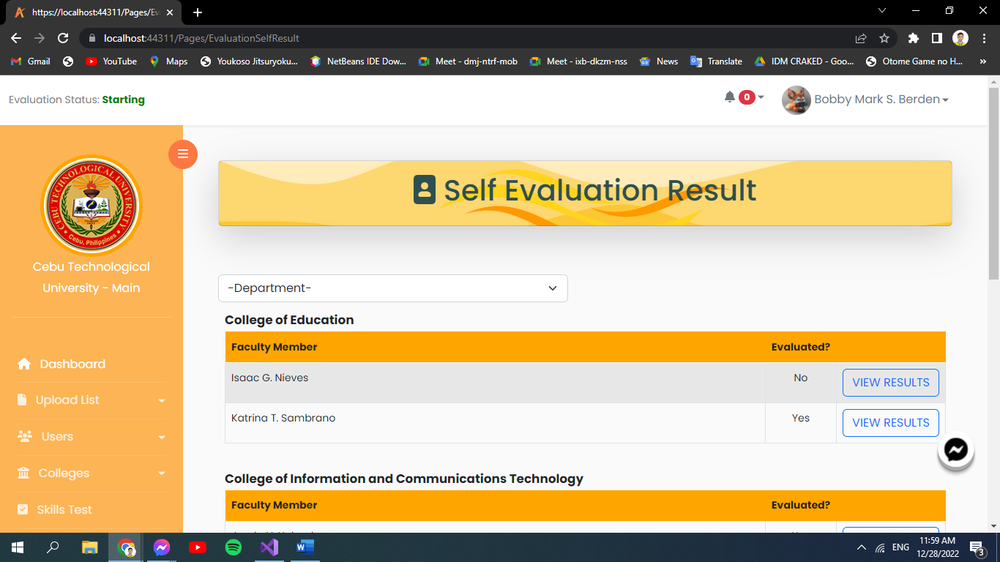 https://localhost:44311/Pages/Ev
localhost:44311/Pages/EvaluationSelfResult
Gmail
YouTube
Maps
Youkoso Jitsuryoku...
NetBeans IDE Dow...
Meet - dmj-ntrf-mob
Meet - ixb-dkzm-nss
News
Translate
IDM CRAKED - Goo...
Otome Game no H...
»
Evaluation Status: Starting
0
Bobby Mark S. Berden
CEBU TECHNOLOGICAL UNIVERSITY
Cebu, Philippines
Cebu Technological
University - Main
Dashboard
Upload List
Users
Colleges
Skills Test
Self Evaluation Result
-Department-
College of Education
Faculty Member Evaluated?
Isaac G. Nieves No VIEW RESULTS
Katrina T. Sambrano Yes VIEW RESULTS
College of Information and Communications Technology
Faculty Member Evaluated?
ENG
11:59 AM
12/28/2022
3